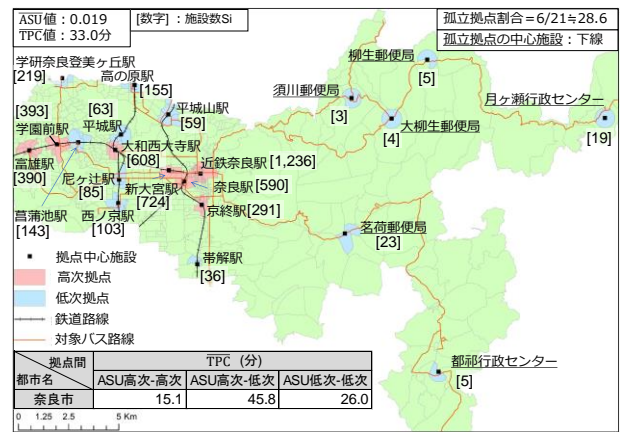 ASU値：0.019
TPC値：33.0分
[数字]：施設数Si
孤立拠点割合=6/21≒28.6
孤立拠点の中心施設：下線
学研奈良登美ヶ丘駅
[219]
高の原駅
[155]
柳生郵便局
[5]
須川郵便局
[3]
月ヶ瀬行政センター
[19]
大柳生郵便局
[4]
[393]
学園前駅
[63]
平城駅
平城山駅
[59]
大和西大寺駅
[608]
富雄駅
[390]
近鉄奈良駅[1,236]
尼ヶ辻駅
[85]
新大宮駅
[724]
奈良駅
[590]
菖蒲池駅
[143]
西ノ京駅
[103]
京終駅[291]
茗荷郵便局
[23]
帯解駅
[36]
都祁行政センター
[5]
拠点中心施設
高次拠点
低次拠点
鉄道路線
対象バス路線
拠点間
都市名
TPC (分)
ASU高次-高次 ASU高次-低次 ASU低次-低次
奈良市 15.1 45.8 26.0
0 1.25 2.5 5 Km